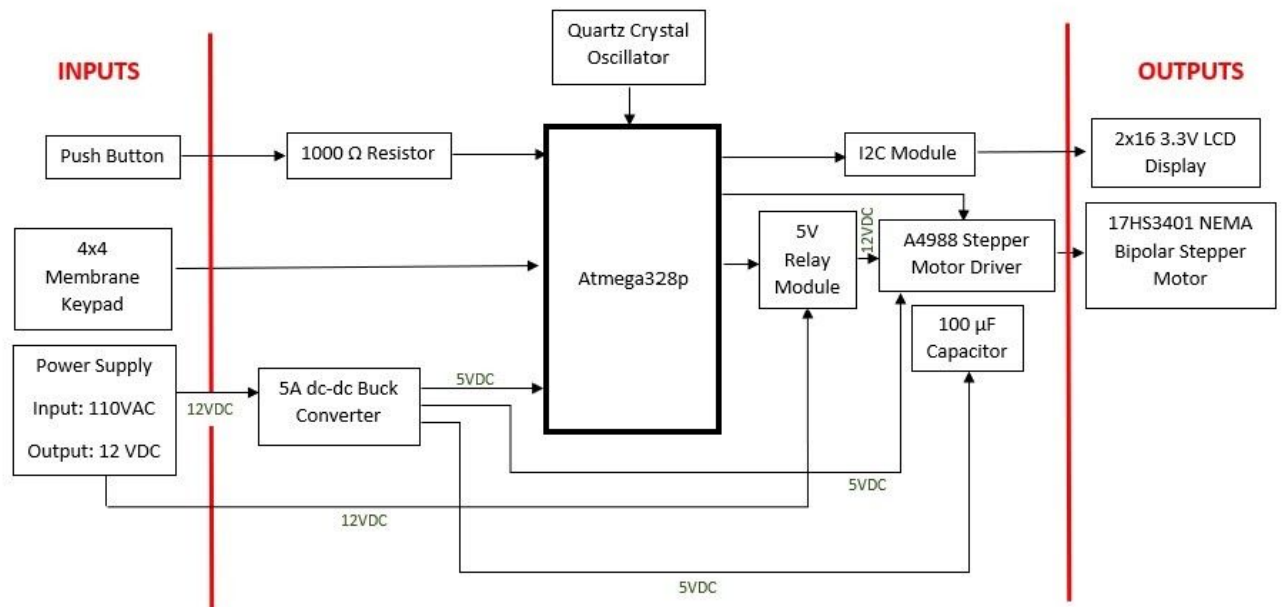 INPUTS
Push Button
4x4
Membrane
Keypad
Power Supply
Input: 110VAC
Output: 12 VDC
12VDC
1000 Ω Resistor
5A dc-dc Buck
Converter
5VDC
12VDC
Quartz Crystal
Oscillator
Atmega328p
I2C Module
5V
Relay
Module
12VDC
A4988 Stepper
Motor Driver
100 µF
Capacitor
5VDC
5VDC
OUTPUTS
2x16 3.3V LCD
Display
17HS3401 NEMA
Bipolar Stepper
Motor